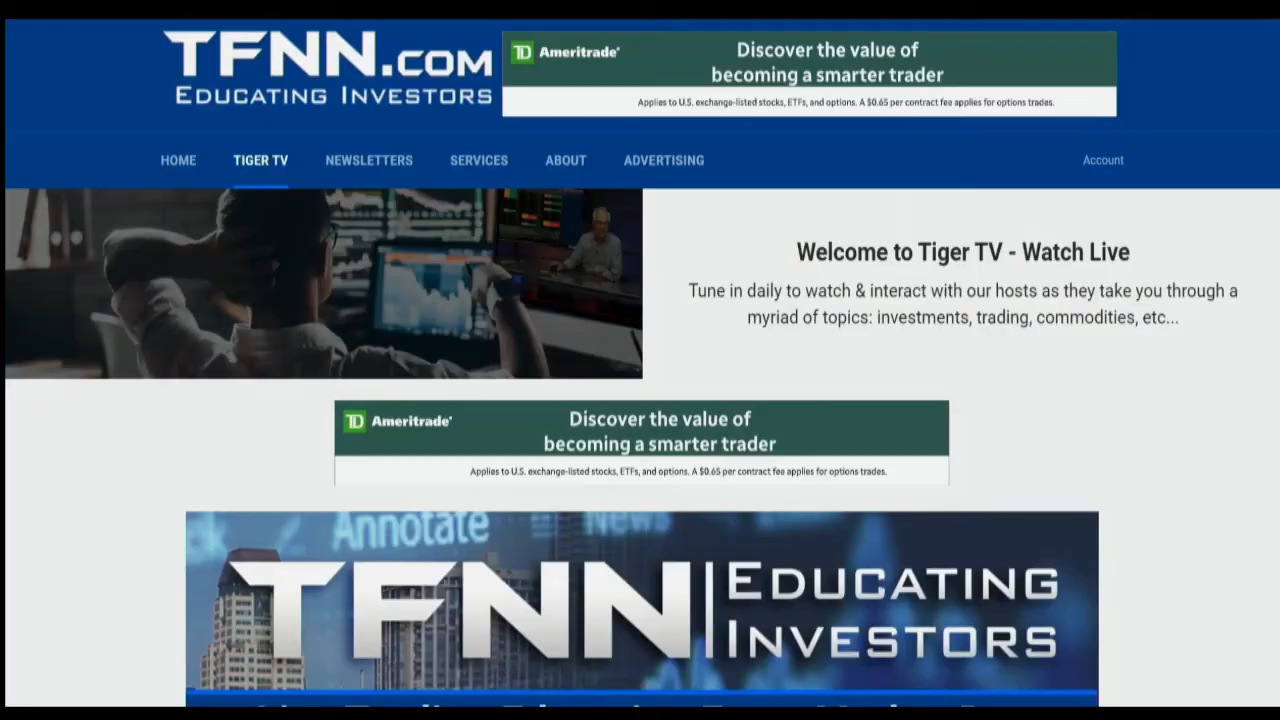 TFNN.COM
EDUCATING INVESTORS
TD Ameritrade
Discover the value of
becoming a smarter trader
Applies to U.S. exchange-listed stocks, ETFs, and options. A $0.65 per contract fee applies for options trades.
HOME TIGER TV NEWSLETTERS SERVICES ABOUT ADVERTISING Account
Welcome to Tiger TV - Watch Live
Tune in daily to watch & interact with our hosts as they take you through a
myriad of topics: investments, trading, commodities, etc...
TD Ameritrade
Discover the value of
becoming a smarter trader
Applies to U.S. exchange-listed stocks, ETFs, and options. A $0.65 per contract fee applies for options trades.
Annotate News
TFNN EDUCATING
INVESTORS